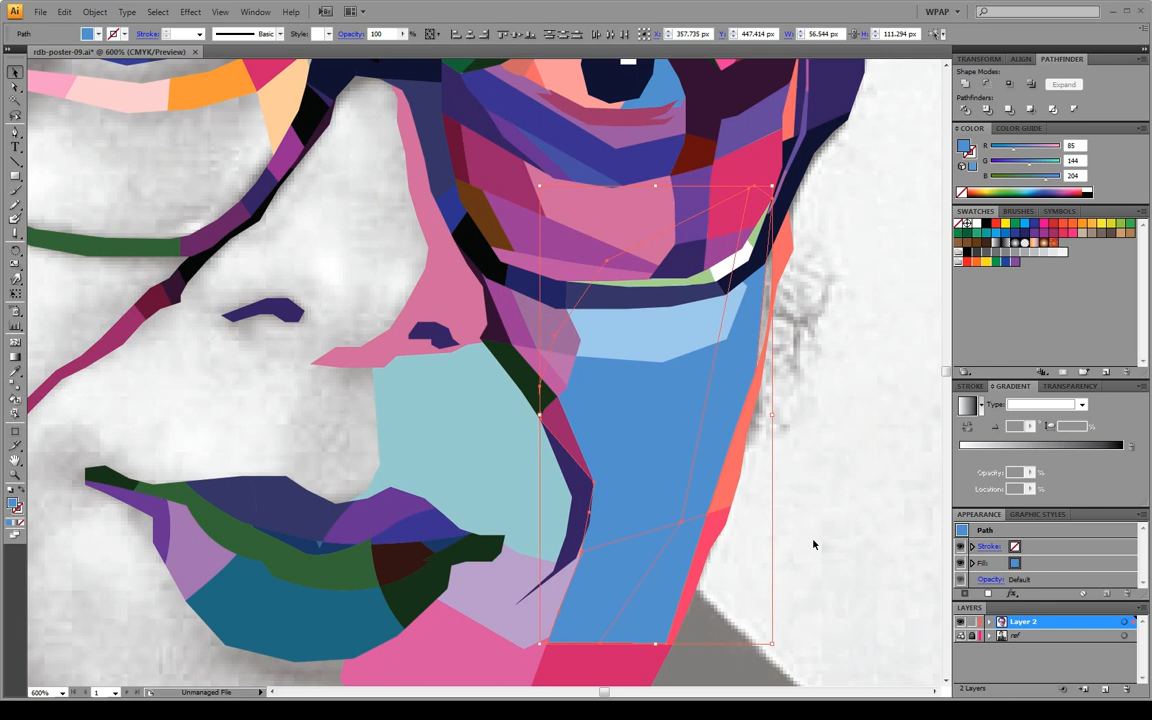 Ai File Edit Object Type Select Effect View Window Help Br WPAP
Path Stroke: Basic Style: Opacity: 100 % X: 357.735 px Y: 447.414 px W: 56.544 px H: 111.294 px
rdb-poster-09.ai* @ 600% (CMYK/Preview) ×
TRANSFORM ALIGN PATHFINDER
Shape Modes:
Expand
Pathfinders:
COLOR COLOR GUIDE
R 85
G 144
B 204
SWATCHES BRUSHES SYMBOLS
STROKE GRADIENT TRANSPARENCY
Type:
%
Opacity: %
Location: %
APPEARANCE GRAPHIC STYLES
Path
Stroke:
Fill:
Opacity: Default
fx
LAYERS
Layer 2
ref
2 Layers
600% 1 Unmanaged File